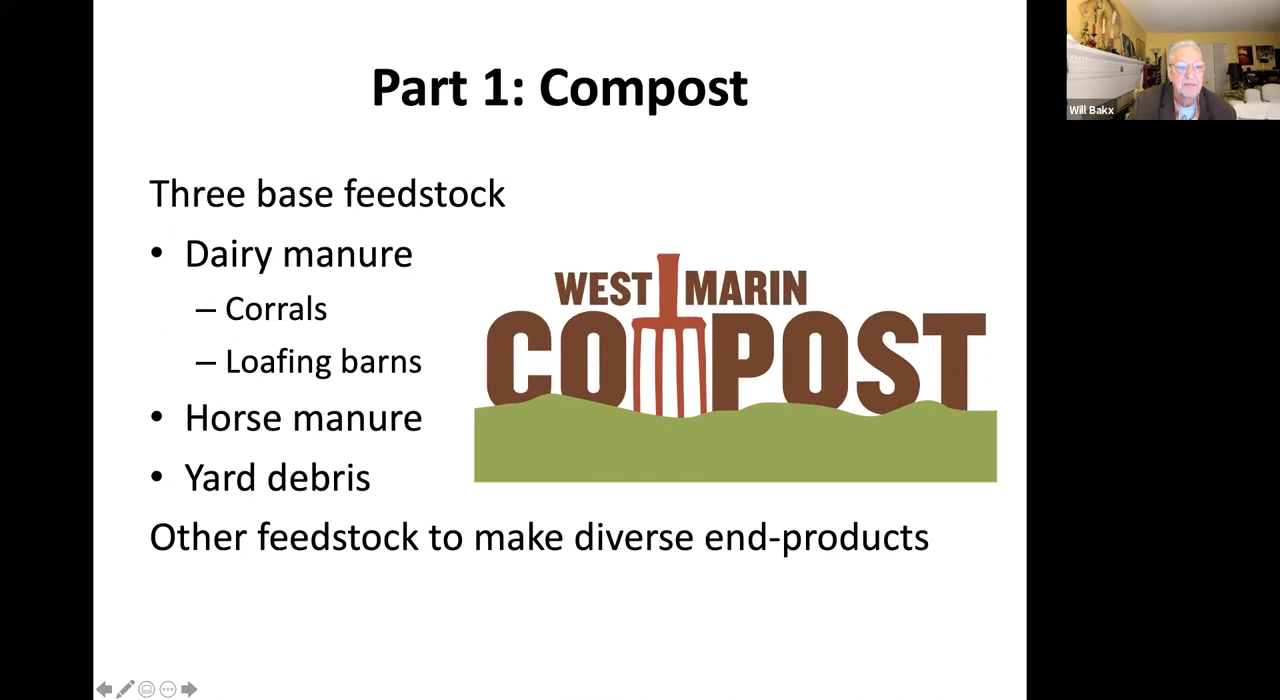 Part 1: Compost
Three base feedstock
• Dairy manure
– Corrals
– Loafing barns
• Horse manure
• Yard debris
Other feedstock to make diverse end-products
WEST MARIN
COMPOST
Will Bakx